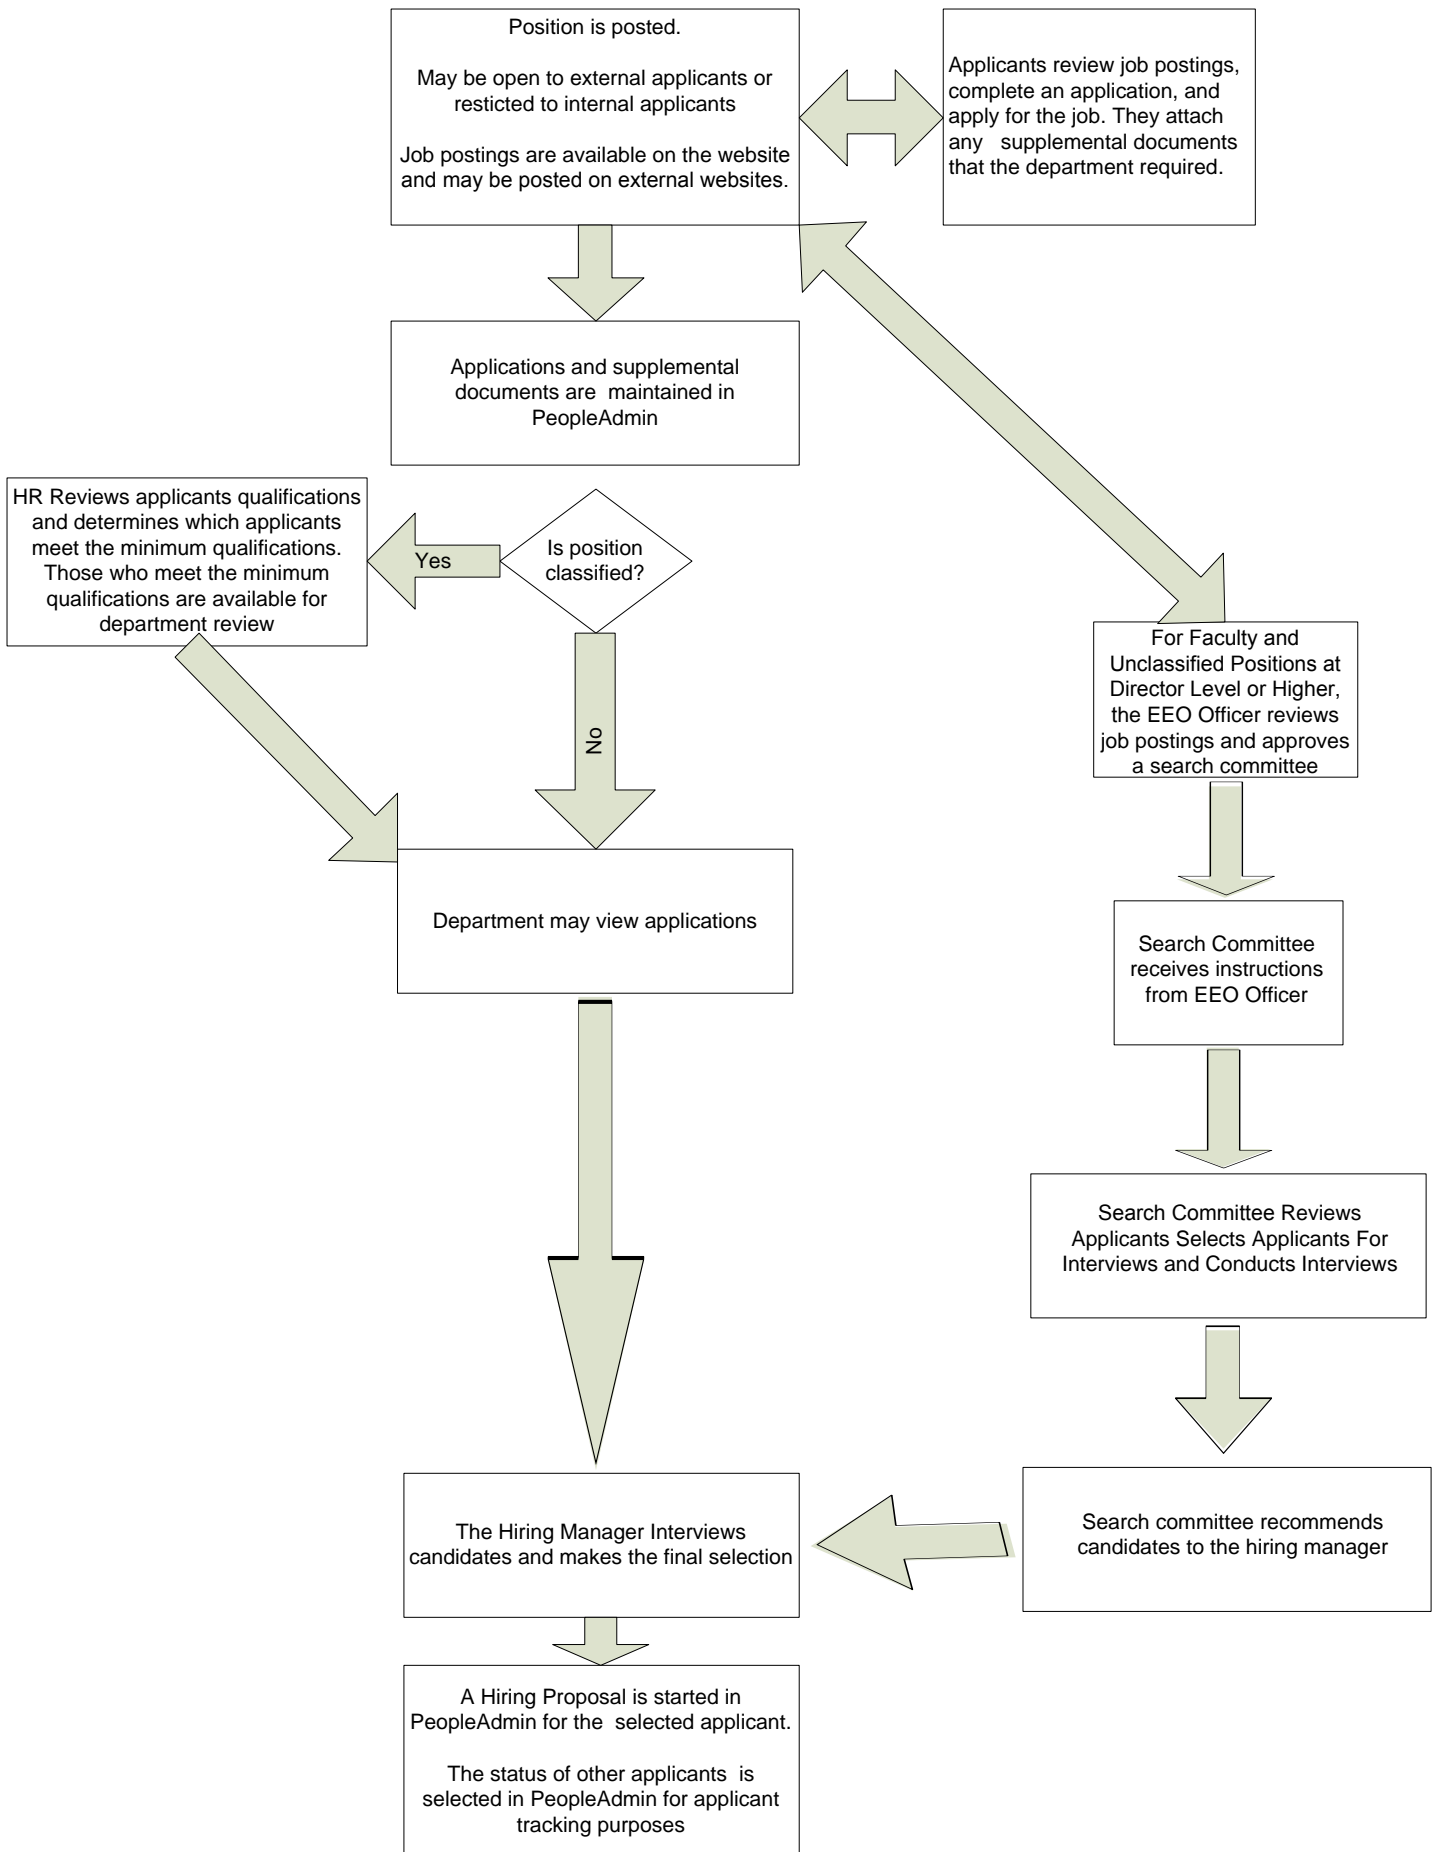 Position is posted.
May be open to external applicants or
resticted to internal applicants
Job postings are available on the website
and may be posted on external websites.
Applicants review job postings,
complete an application, and
apply for the job. They attach
any supplemental documents
that the department required.
Applications and supplemental
documents are maintained in
PeopleAdmin
HR Reviews applicants qualifications
and determines which applicants
meet the minimum qualifications.
Those who meet the minimum
qualifications are available for
department review
Yes
Is position
classified?
No
For Faculty and
Unclassified Positions at
Director Level or Higher,
the EEO Officer reviews
job postings and approves
a search committee
Department may view applications
Search Committee
receives instructions
from EEO Officer
Search Committee Reviews
Applicants Selects Applicants For
Interviews and Conducts Interviews
The Hiring Manager Interviews
candidates and makes the final selection
Search committee recommends
candidates to the hiring manager
A Hiring Proposal is started in
PeopleAdmin for the selected applicant.
The status of other applicants is
selected in PeopleAdmin for applicant
tracking purposes